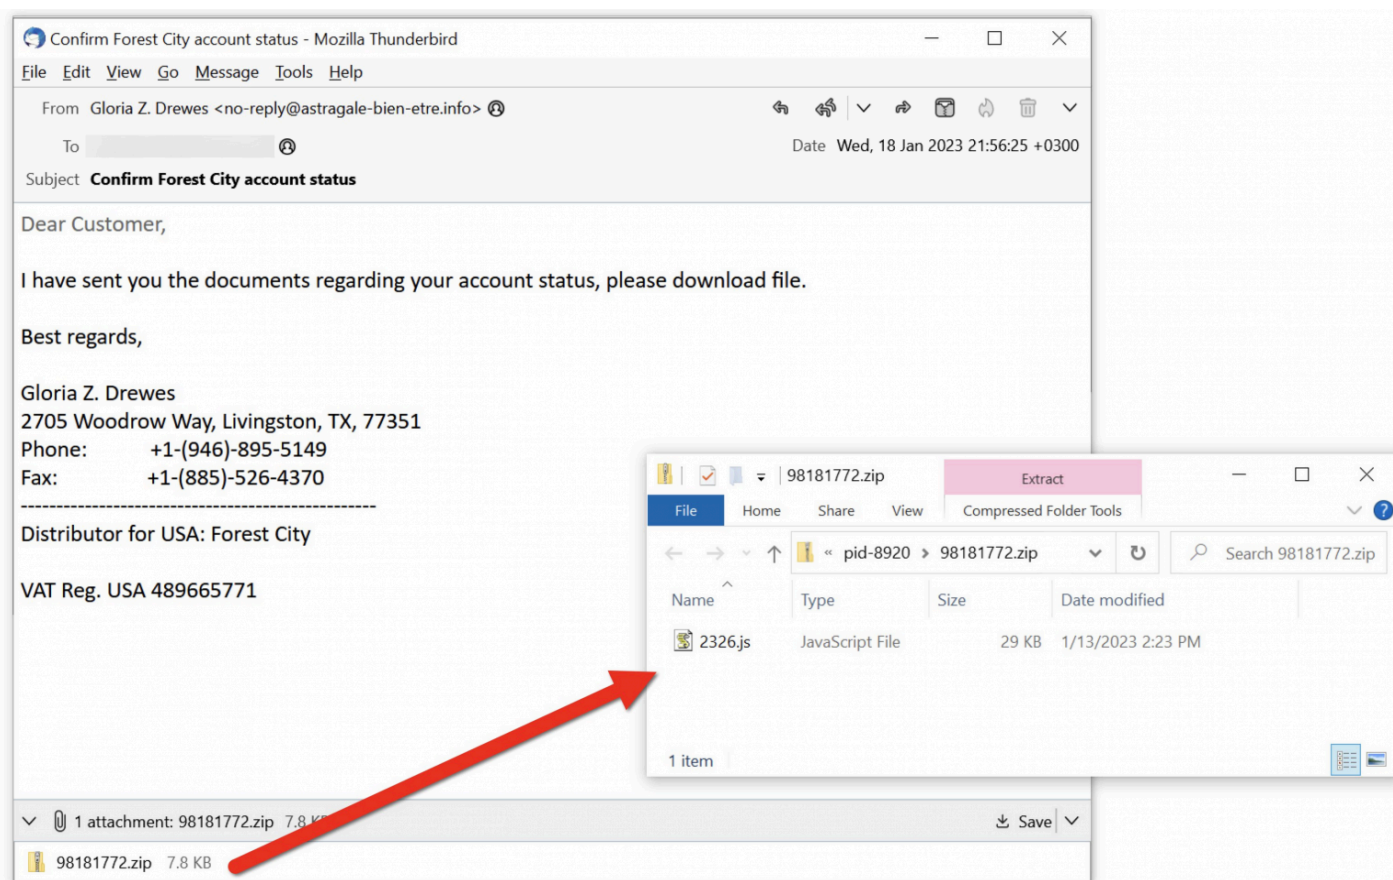 Confirm Forest City account status - Mozilla Thunderbird
File Edit View Go Message Tools Help
From Gloria Z. Drewes <no-reply@astragale-bien-etre.info>
To
Date Wed, 18 Jan 2023 21:56:25 +0300
Subject Confirm Forest City account status
Dear Customer,
I have sent you the documents regarding your account status, please download file.
Best regards,
Gloria Z. Drewes
2705 Woodrow Way, Livingston, TX, 77351
Phone: +1-(946)-895-5149
Fax: +1-(885)-526-4370
--------------------------------------------------
Distributor for USA: Forest City
VAT Reg. USA 489665771
98181772.zip Extract
File Home Share View Compressed Folder Tools
« pid-8920 › 98181772.zip Search 98181772.zip
Name Type Size Date modified
2326.js JavaScript File 29 KB 1/13/2023 2:23 PM
1 item
1 attachment: 98181772.zip 7.8 Save
98181772.zip 7.8 KB